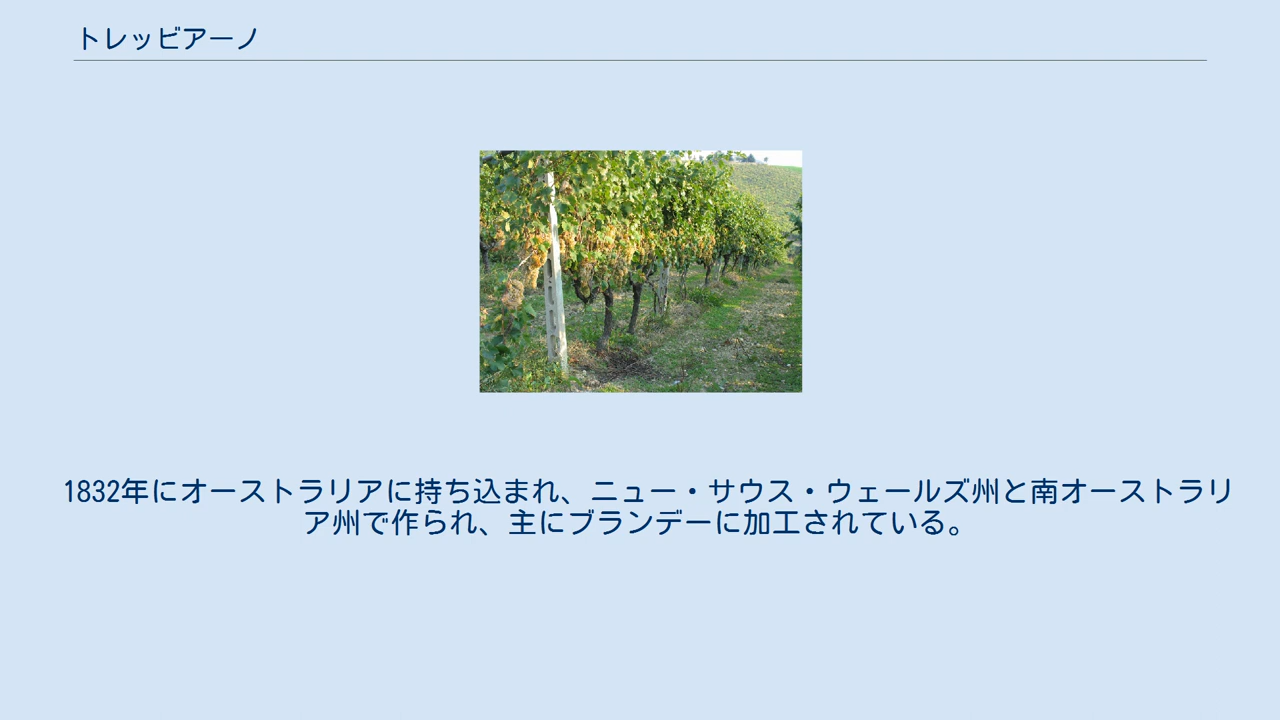 トレッビアーノ
1832年にオーストラリアに持ち込まれ、ニュー・サウス・ウェールズ州と南オーストラリ
ア州で作られ、主にブランデーに加工されている。